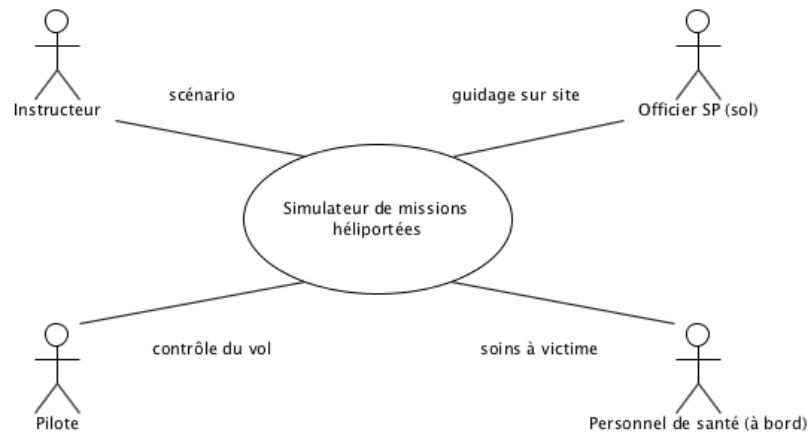 scénario
guidage sur site
Instructeur
Officier SP (sol)
Simulateur de missions
héliportées
contrôle du vol
soins à victime
Pilote
Personnel de santé (à bord)